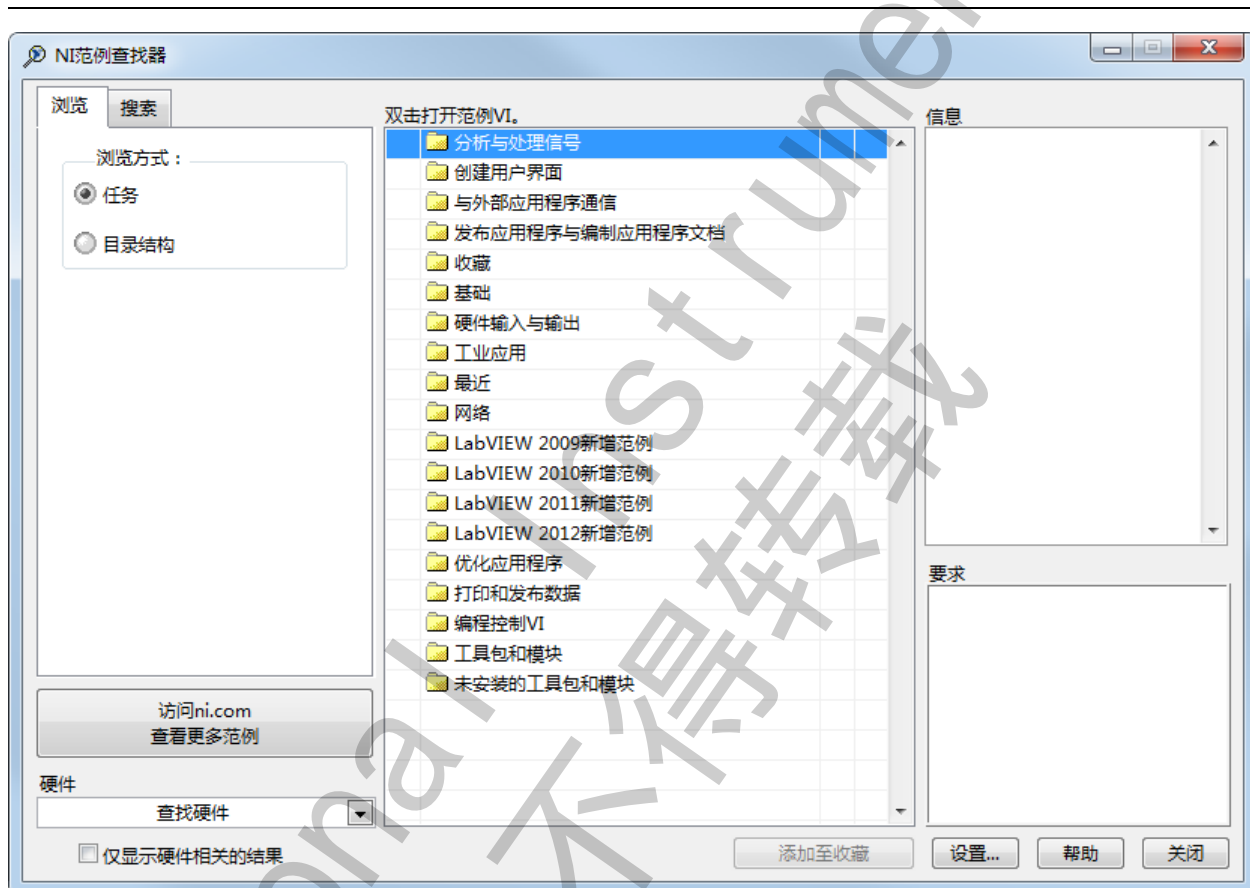 NI范例查找器
浏览
搜索
浏览方式：
任务
目录结构
访问ni.com
查看更多范例
硬件
查找硬件
仅显示硬件相关的结果
双击打开范例VI。
分析与处理信号
创建用户界面
与外部应用程序通信
发布应用程序与编制应用程序文档
收藏
基础
硬件输入与输出
工业应用
最近
网络
LabVIEW 2009新增范例
LabVIEW 2010新增范例
LabVIEW 2011新增范例
LabVIEW 2012新增范例
优化应用程序
打印和发布数据
编程控制VI
工具包和模块
未安装的工具包和模块
添加至收藏
信息
要求
设置...
帮助
关闭
onal Instrumen
不得转载